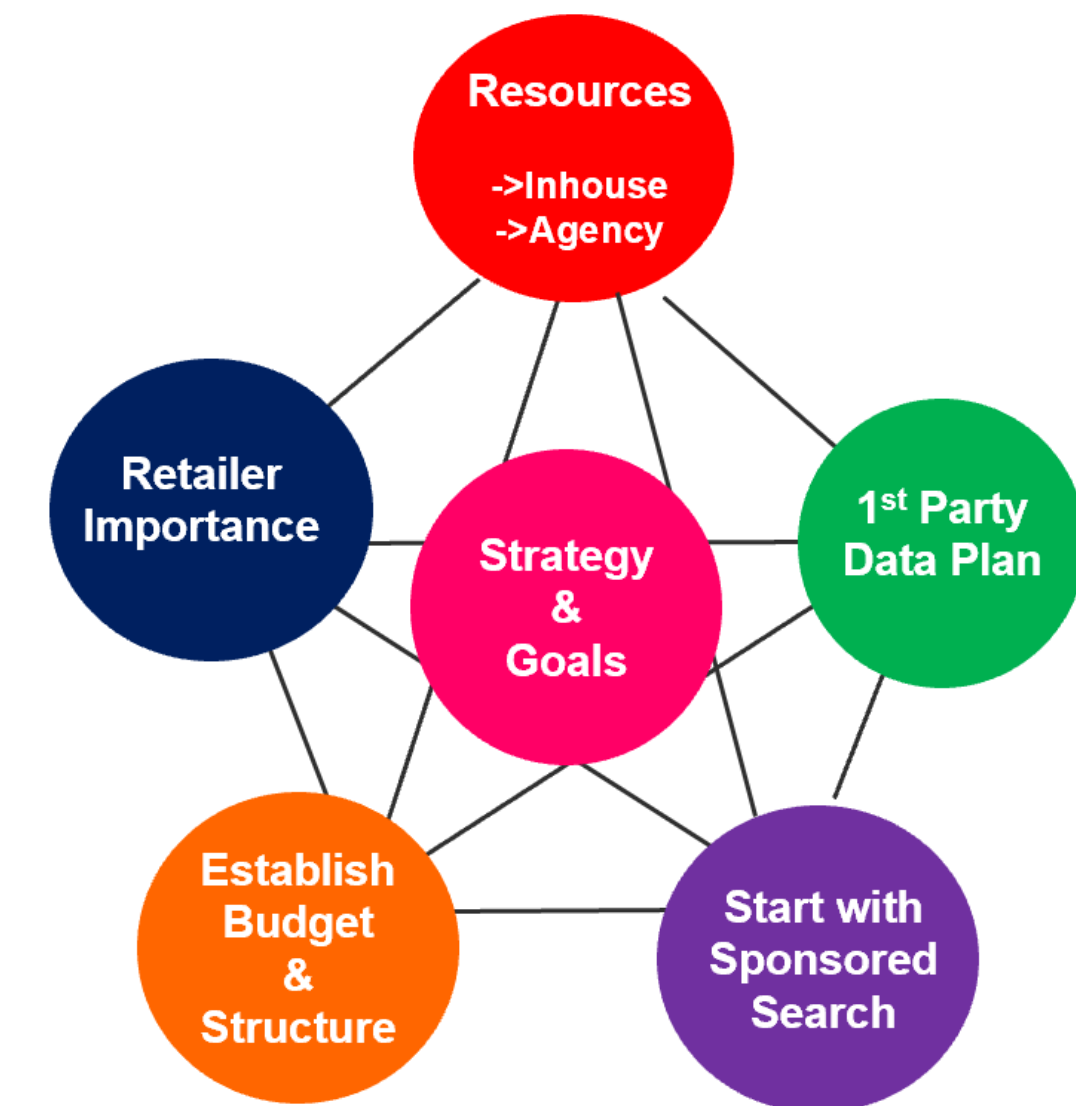 Resources
->Inhouse
->Agency
Retailer
Importance
1st Party
Data Plan
Strategy
&
Goals
Establish
Budget
&
Structure
Start with
Sponsored
Search